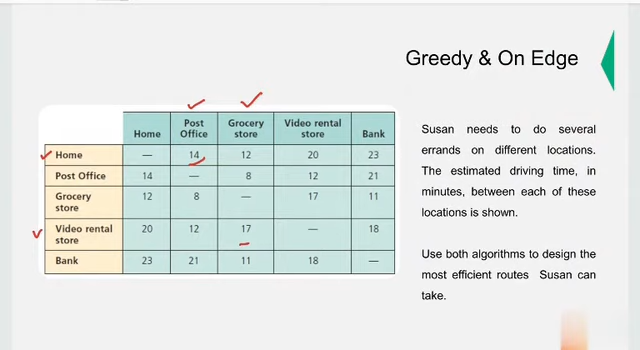 Greedy & On Edge
Home Post Office Grocery store Video rental store Bank
Home — 14 12 20 23
Post Office 14 — 8 12 21
Grocery store 12 8 — 17 11
Video rental store 20 12 17 — 18
Bank 23 21 11 18 —
Susan needs to do several
errands on different locations.
The estimated driving time, in
minutes, between each of these
locations is shown.
Use both algorithms to design the
most efficient routes Susan can
take.